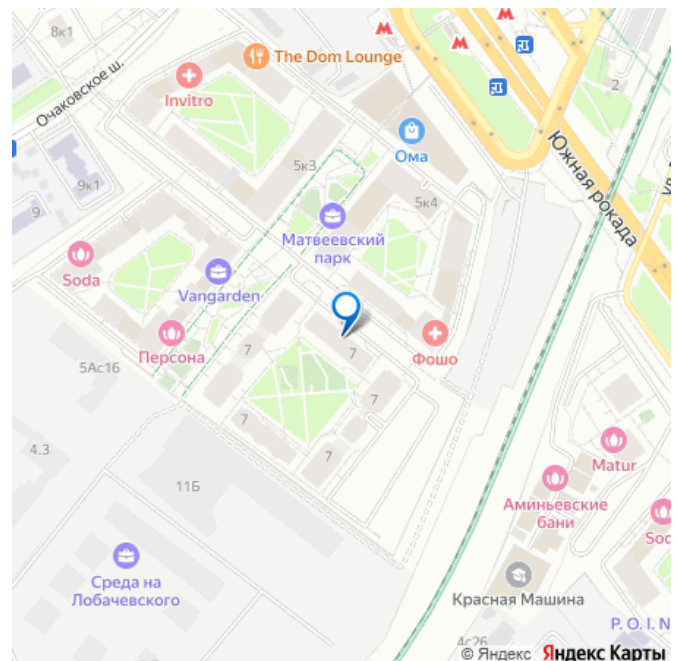 8к1
The Dom Lounge
Очаковское ш.
Invitro
2
Ома
5к3
Южная рокада
9к1
5к4
9
Матвеевский
парк
Soda
Vangarden
Персона
7
7
Фошо
5Ас16
7
7
7
4.3
11Б
Matur
Аминьевские
бани
Soc
Среда на
Лобачевского
Красная Машина
P. O. I. N
4с26
© Яндекс Яндекс Карты